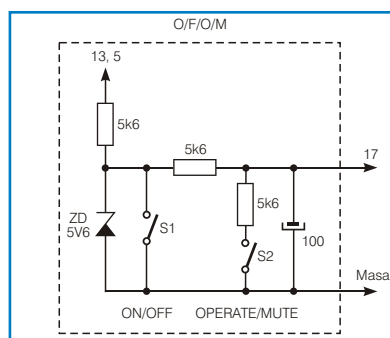 O/F/O/M
13, 5
5k6
5k6
17
5k6
ZD
5V6
S1
S2
100
Masa
ON/OFF OPERATE/MUTE